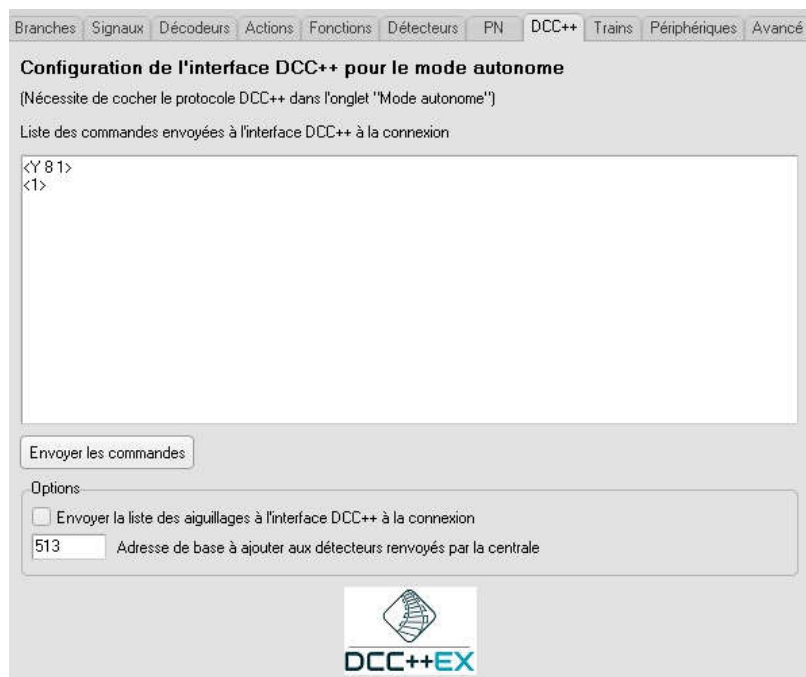 Branches Signaux Décodeurs Actions Fonctions Détecteurs PN DCC++ Trains Périphériques Avancé
Configuration de l'interface DCC++ pour le mode autonome
(Nécessite de cocher le protocole DCC++ dans l'onglet "Mode autonome")
Liste des commandes envoyées à l'interface DCC++ à la connexion
<Y 8 1>
<1>
Envoyer les commandes
Options
Envoyer la liste des aiguillages à l'interface DCC++ à la connexion
513 Adresse de base à ajouter aux détecteurs renvoyés par la centrale
DCC++EX